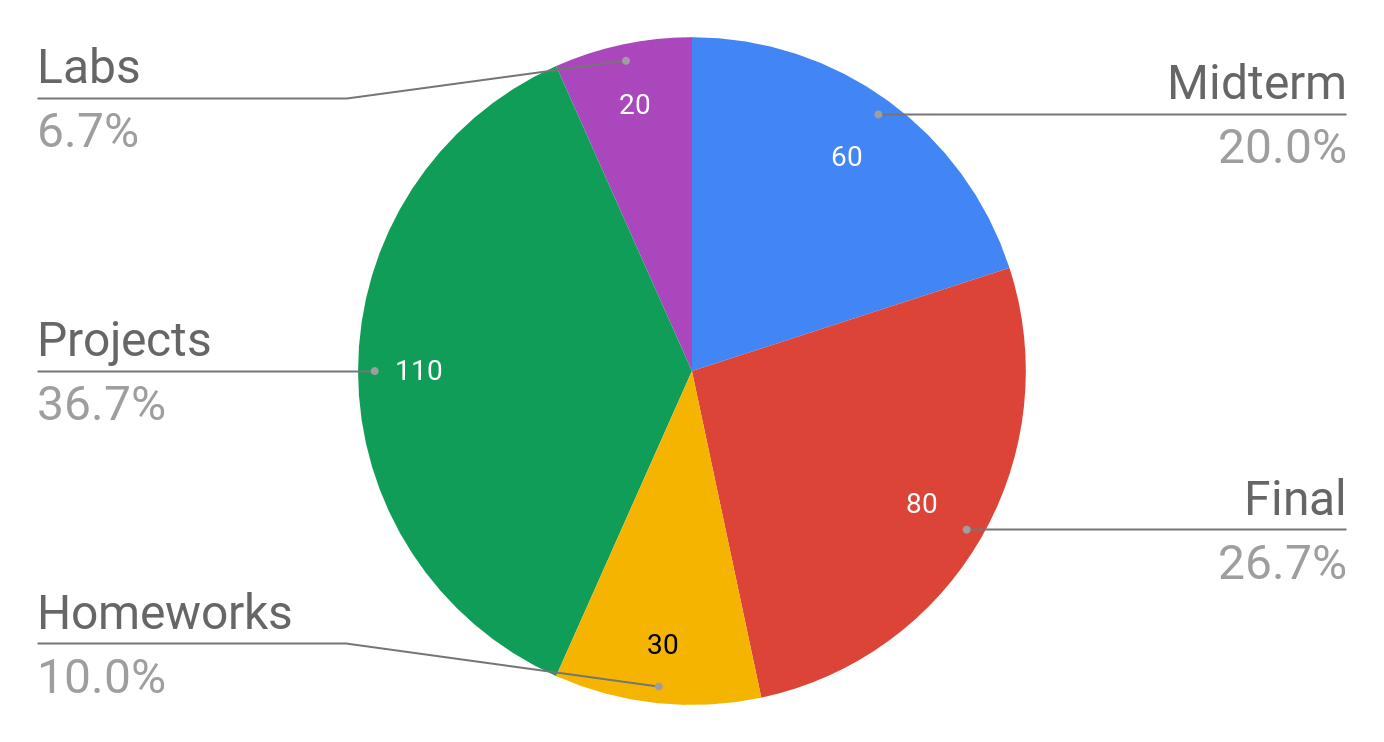 Labs
6.7%
20
Midterm
20.0%
60
Projects
36.7%
110
Final
26.7%
80
Homeworks
10.0%
30